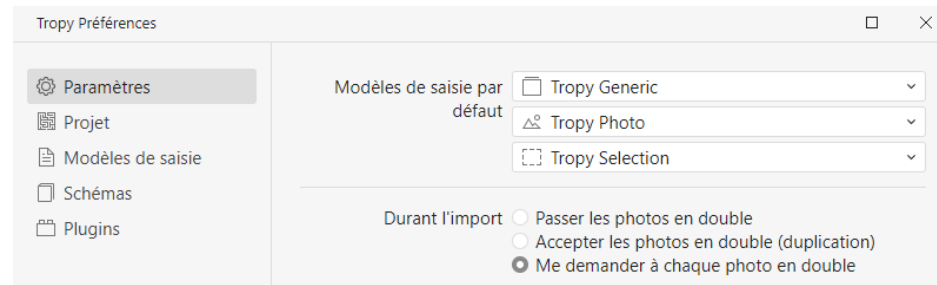 Tropy Préférences
Paramètres
Projet
Modèles de saisie
Schémas
Plugins
Modèles de saisie par
défaut
Tropy Generic
Tropy Photo
Tropy Selection
Durant l'import
Passer les photos en double
Accepter les photos en double (duplication)
Me demander à chaque photo en double